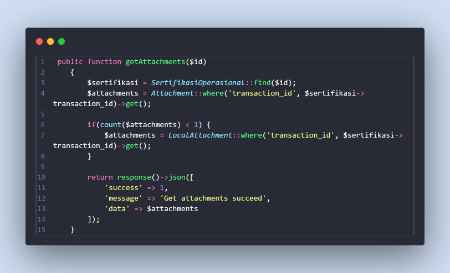 1 public function getAttachments($id)
2 {
3 $sertifikasi = SertifikasiOperasional::find($id);
4 $attachments = Attachment::where('transaction_id', $sertifikasi->
transaction_id)->get();
5
6 if(count($attachments) < 1) {
7 $attachments = LocalAttachment::where('transaction_id', $sertifikasi->
transaction_id)->get();
8 }
9
10 return response()->json([
11 'success' => 1,
12 'message' => 'Get attachments succeed',
13 'data' => $attachments
14 ]);
15 }